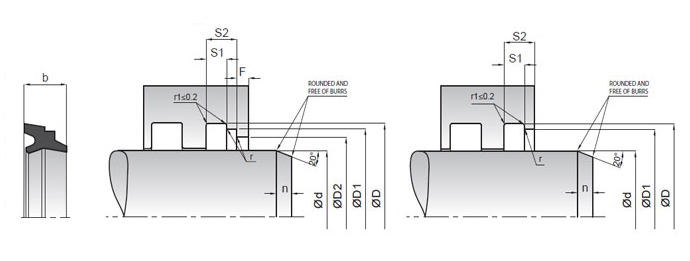 b
S2
S1
F
r1≤0.2
ROUNDED AND
FREE OF BURRS
r
20°
n
Ød
ØD2
ØD1
ØD
S2
S1
r1≤0.2
ROUNDED AND
FREE OF BURRS
r
20°
n
Ød
ØD1
ØD